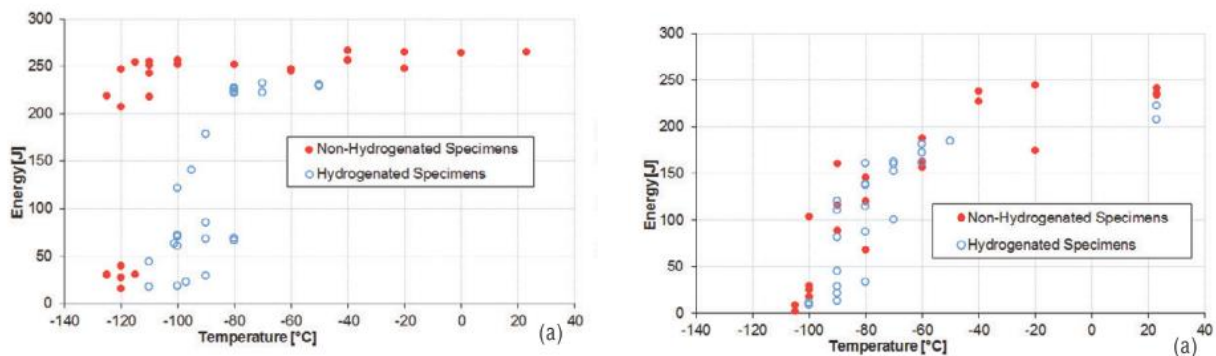 300
250
200
150
100
50
0
Energy [J]
Non-Hydrogenated Specimens
Hydrogenated Specimens
-140 -120 -100 -80 -60 -40 -20 0 20 40
Temperature [°C]
(a)
300
250
200
150
100
50
0
Energy [J]
Non-Hydrogenated Specimens
Hydrogenated Specimens
-140 -120 -100 -80 -60 -40 -20 0 20 40
Temperature [°C]
(a)